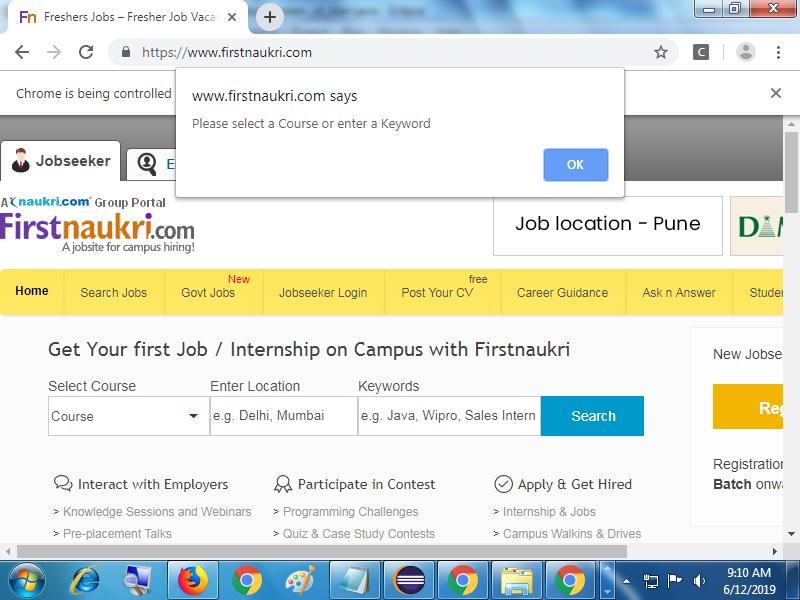 Freshers Jobs – Fresher Job Vaca
https://www.firstnaukri.com
Chrome is being controlled
www.firstnaukri.com says
Please select a Course or enter a Keyword
OK
Jobseeker
E
A naukri.com Group Portal
Firstnaukri.com
A jobsite for campus hiring!
Job location - Pune
New
free
Home
Search Jobs
Govt Jobs
Jobseeker Login
Post Your CV
Career Guidance
Ask n Answer
Studen
Get Your first Job / Internship on Campus with Firstnaukri
New Jobse
Select Course
Enter Location
Keywords
Course
e.g. Delhi, Mumbai
e.g. Java, Wipro, Sales Intern
Search
Reg
Registration
Batch onwa
Interact with Employers
Participate in Contest
Apply & Get Hired
> Knowledge Sessions and Webinars
> Programming Challenges
> Internship & Jobs
> Pre-placement Talks
> Quiz & Case Study Contests
> Campus Walkins & Drives
9:10 AM
6/12/2019